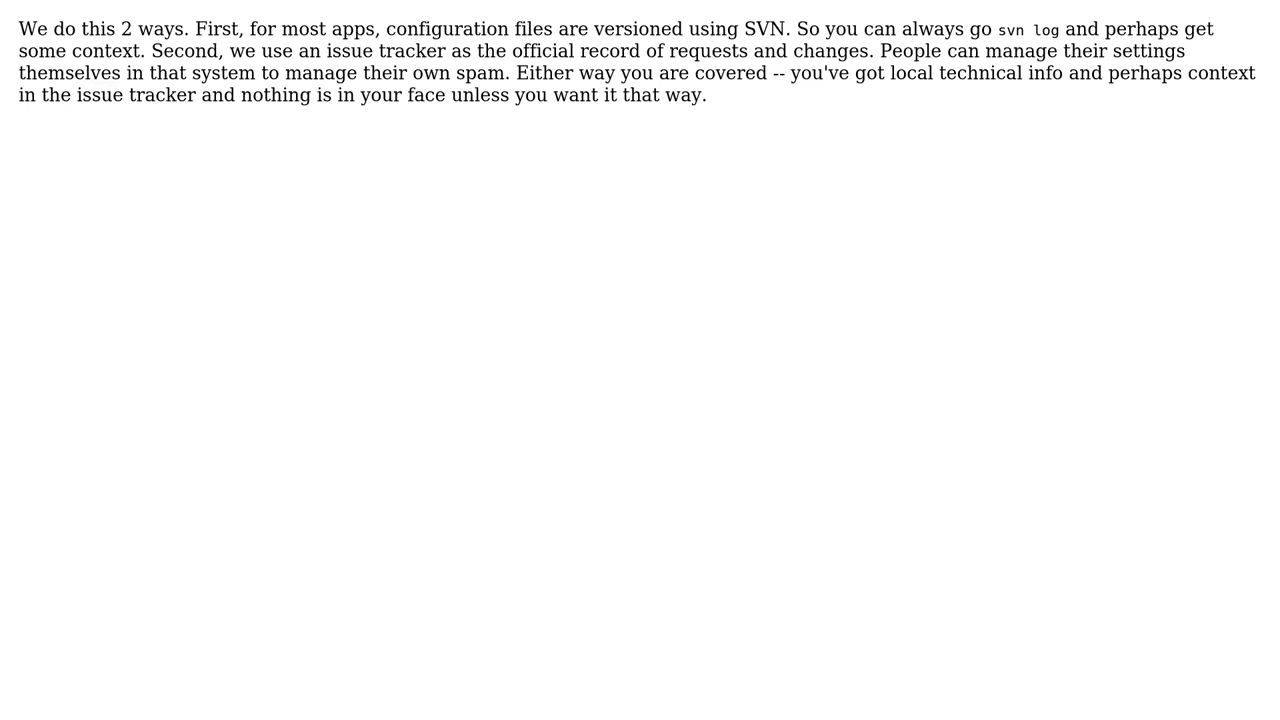 We do this 2 ways. First, for most apps, configuration files are versioned using SVN. So you can always go svn log and perhaps get
some context. Second, we use an issue tracker as the official record of requests and changes. People can manage their settings
themselves in that system to manage their own spam. Either way you are covered -- you've got local technical info and perhaps context
in the issue tracker and nothing is in your face unless you want it that way.